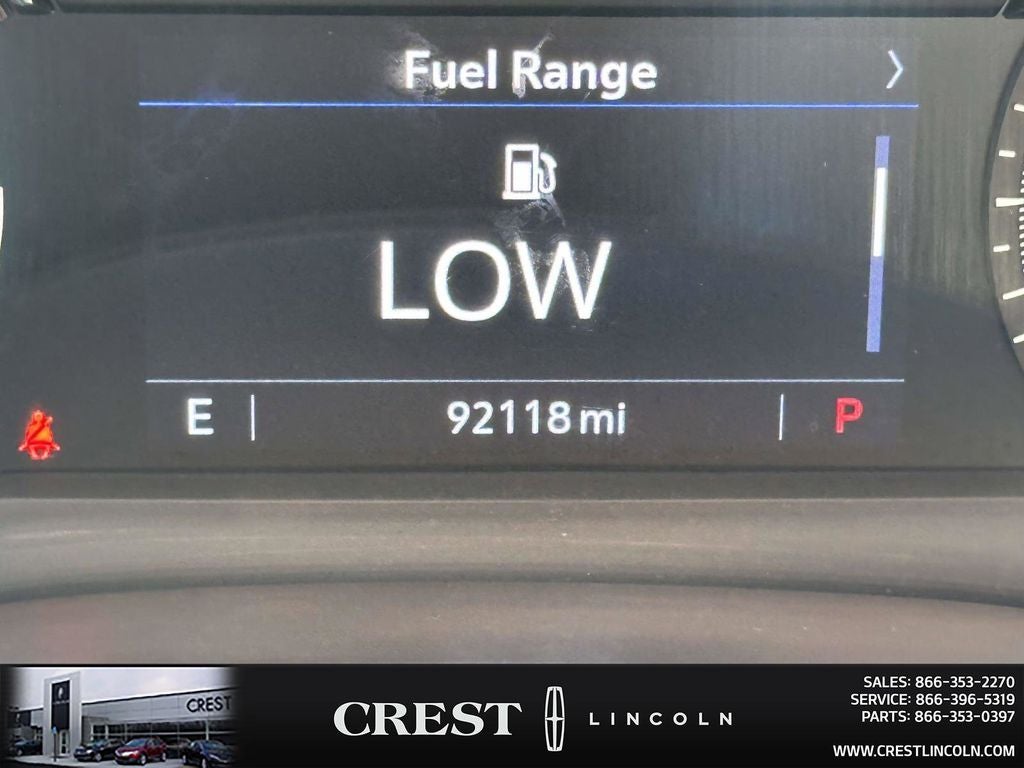 Fuel Range
LOW
E 92118 mi P
CREST
CREST LINCOLN
SALES: 866-353-2270
SERVICE: 866-396-5319
PARTS: 866-353-0397
WWW.CRESTLINCOLN.COM